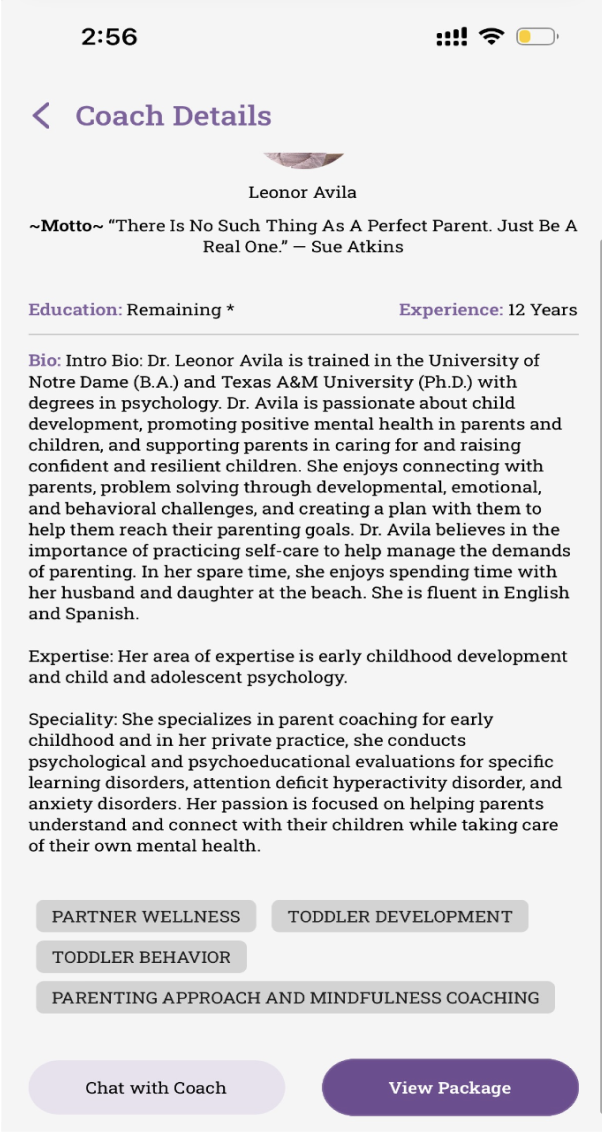 2:56
Coach Details
Leonor Avila
~Motto~ “There Is No Such Thing As A Perfect Parent. Just Be A
Real One.” — Sue Atkins
Education: Remaining *
Experience: 12 Years
Bio: Intro Bio: Dr. Leonor Avila is trained in the University of
Notre Dame (B.A.) and Texas A&M University (Ph.D.) with
degrees in psychology. Dr. Avila is passionate about child
development, promoting positive mental health in parents and
children, and supporting parents in caring for and raising
confident and resilient children. She enjoys connecting with
parents, problem solving through developmental, emotional,
and behavioral challenges, and creating a plan with them to
help them reach their parenting goals. Dr. Avila believes in the
importance of practicing self-care to help manage the demands
of parenting. In her spare time, she enjoys spending time with
her husband and daughter at the beach. She is fluent in English
and Spanish.
Expertise: Her area of expertise is early childhood development
and child and adolescent psychology.
Speciality: She specializes in parent coaching for early
childhood and in her private practice, she conducts
psychological and psychoeducational evaluations for specific
learning disorders, attention deficit hyperactivity disorder, and
anxiety disorders. Her passion is focused on helping parents
understand and connect with their children while taking care
of their own mental health.
PARTNER WELLNESS
TODDLER DEVELOPMENT
TODDLER BEHAVIOR
PARENTING APPROACH AND MINDFULNESS COACHING
Chat with Coach
View Package